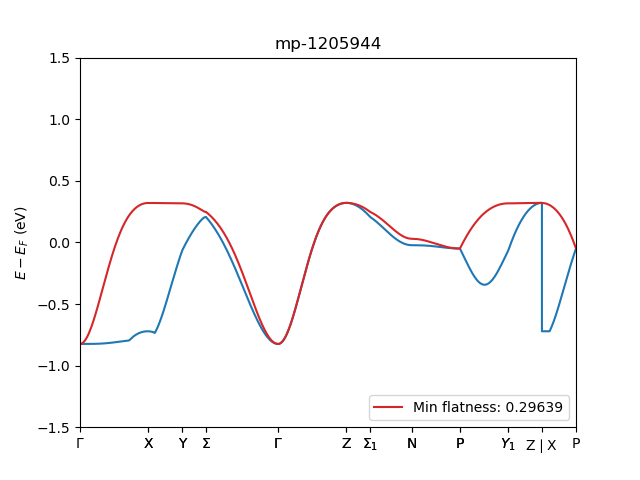 mp-1205944
E − E_F (eV)
1.5
1.0
0.5
0.0
−0.5
−1.0
−1.5
Min flatness: 0.29639
Γ X Y Σ Γ Z Σ₁ N P Y₁ Z | X P